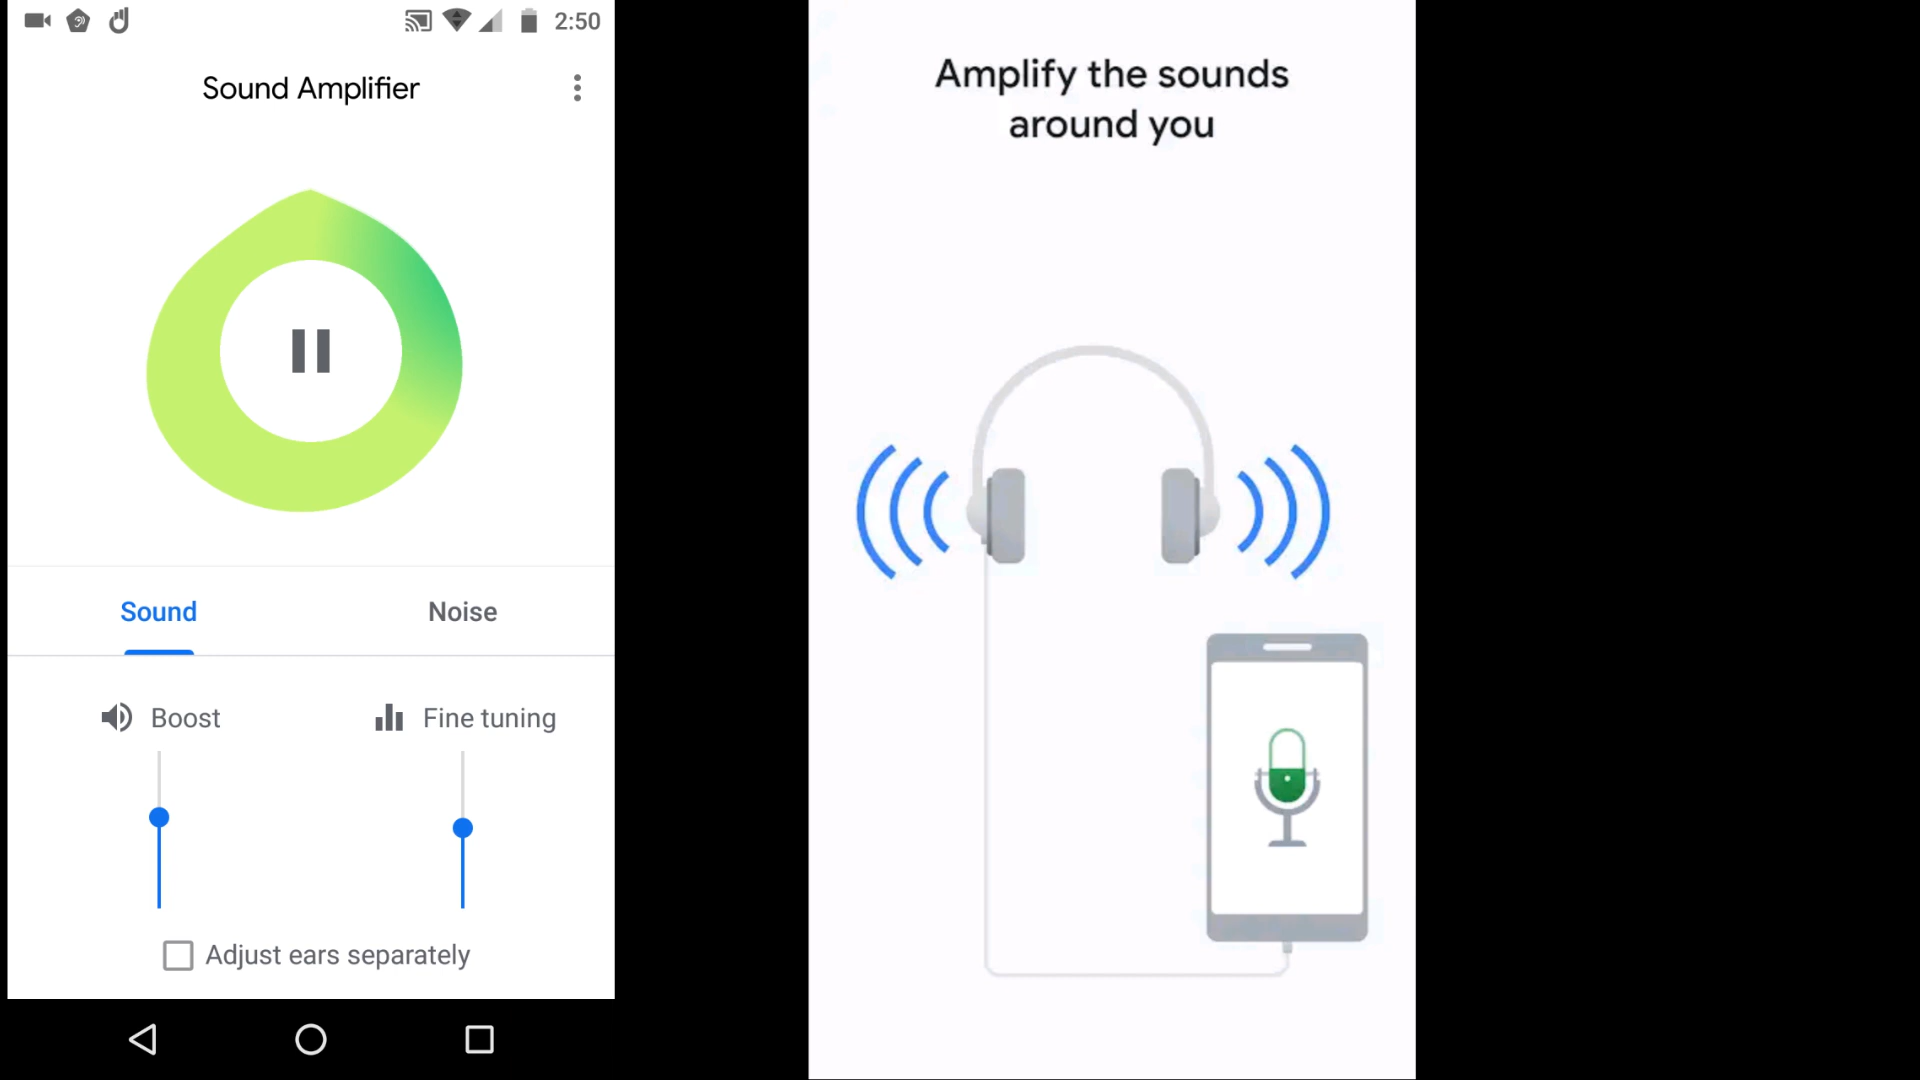 2:50
Sound Amplifier
Sound
Noise
Boost
Fine tuning
Adjust ears separately
Amplify the sounds
around you